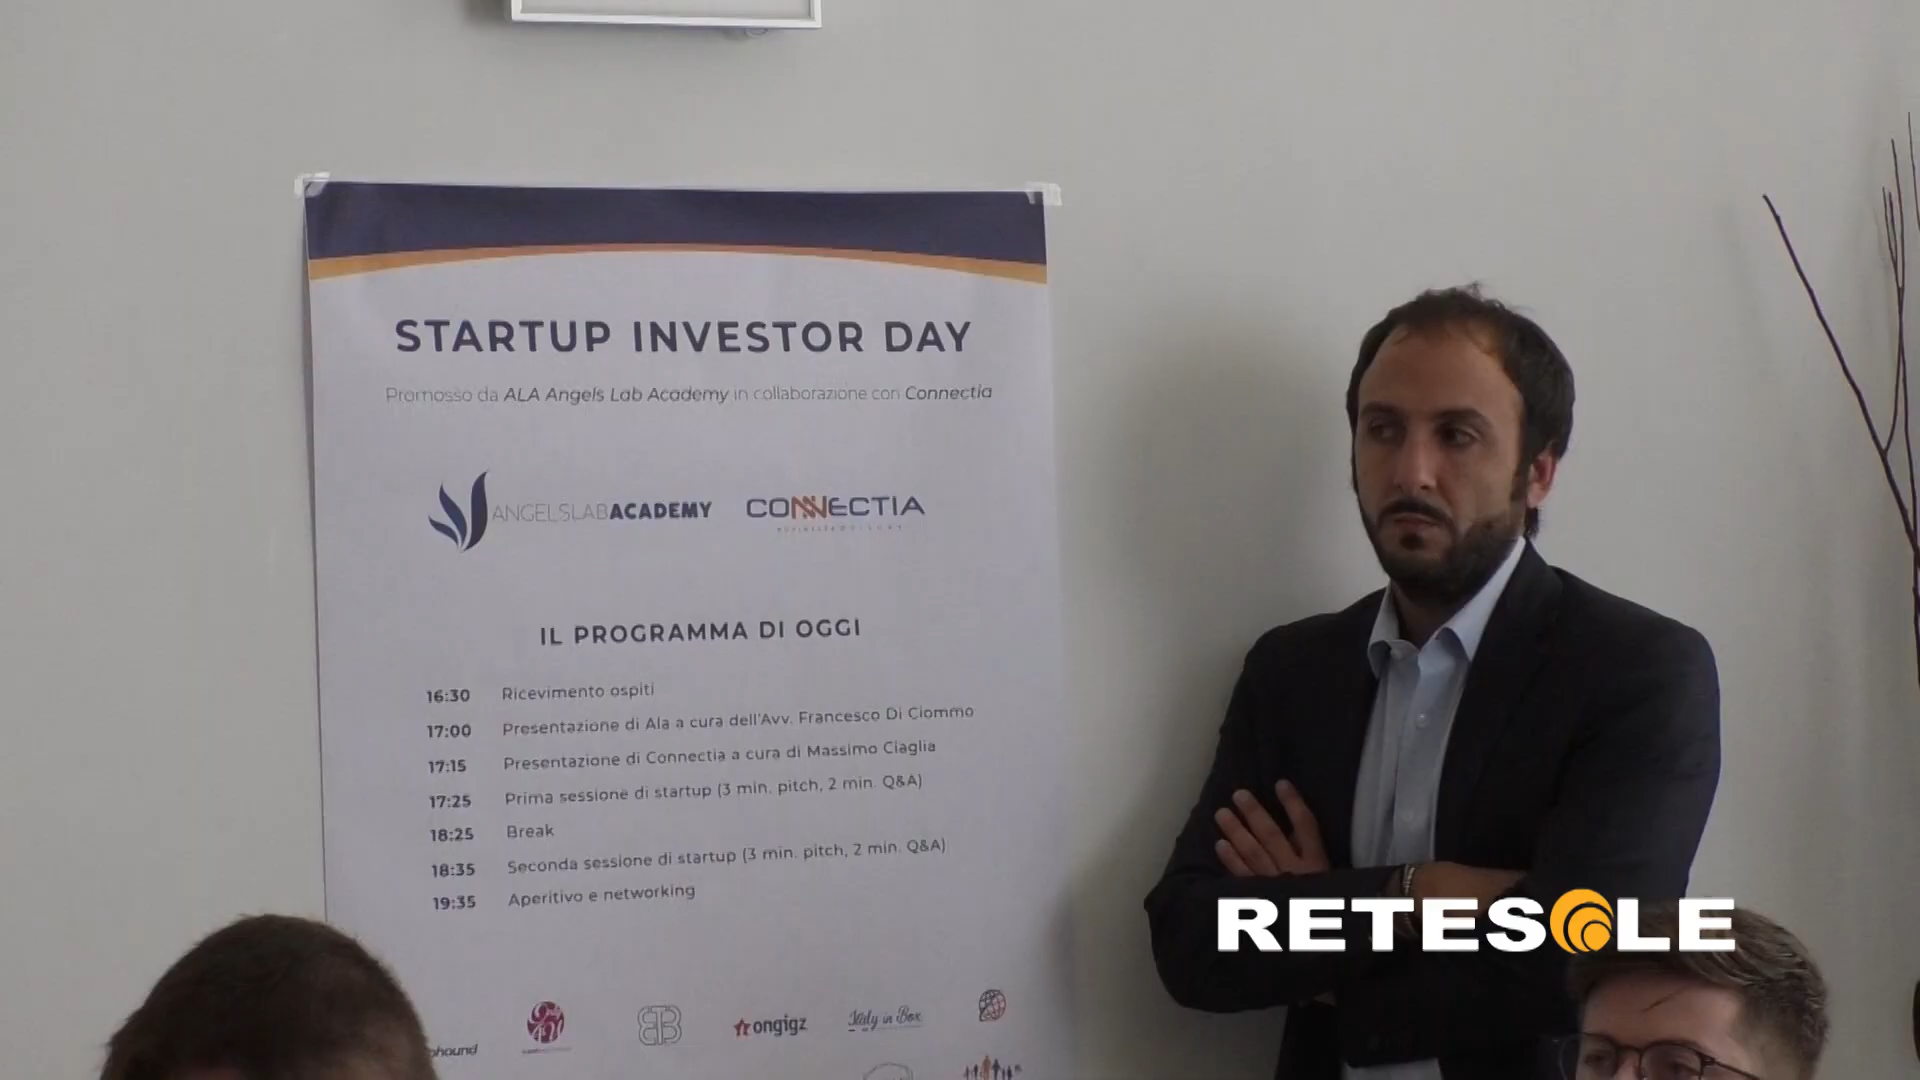 STARTUP INVESTOR DAY
Promosso da ALA Angels Lab Academy in collaborazione con Connectia
ANGELSLABACADEMY
CONNECTIA
IL PROGRAMMA DI OGGI
16:30 Ricevimento ospiti
17:00 Presentazione di Ala a cura dell'Avv. Francesco Di Ciommo
17:15 Presentazione di Connectia a cura di Massimo Ciaglia
17:25 Prima sessione di startup (3 min. pitch, 2 min. Q&A)
18:25 Break
18:35 Seconda sessione di startup (3 min. pitch, 2 min. Q&A)
19:35 Aperitivo e networking
ongigz
Italy in Box
RETESOLE